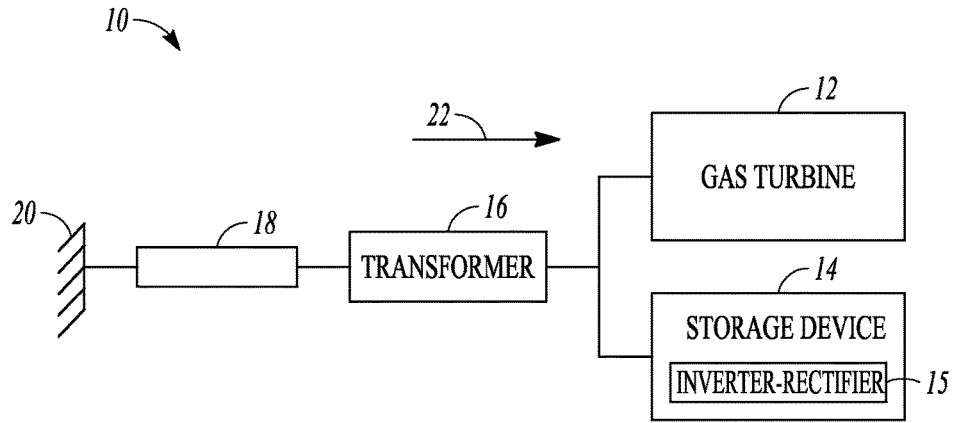 10
12
22
GAS TURBINE
20
18
16
TRANSFORMER
14
STORAGE DEVICE
INVERTER-RECTIFIER
15